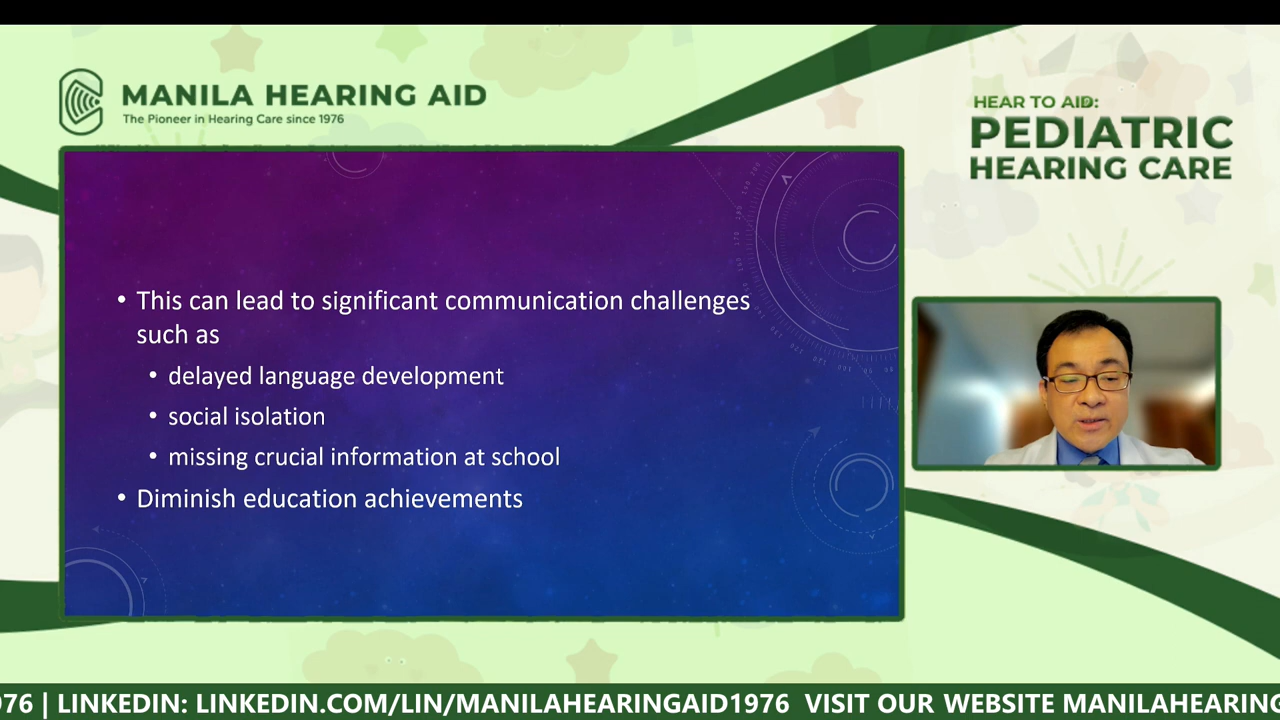 MANILA HEARING AID
The Pioneer in Hearing Care since 1976
HEAR TO AID:
PEDIATRIC
HEARING CARE
• This can lead to significant communication challenges
such as
• delayed language development
• social isolation
• missing crucial information at school
• Diminish education achievements
976 | LINKEDIN: LINKEDIN.COM/LIN/MANILAHEARINGAID1976 VISIT OUR WEBSITE MANILAHEARING